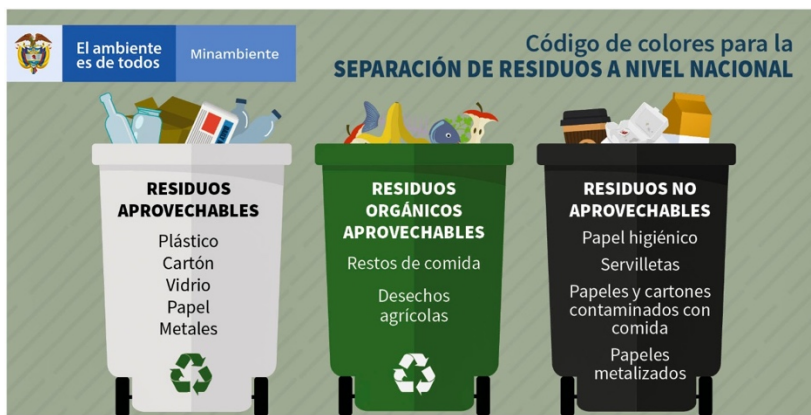 El ambiente
es de todos
Minambiente
Código de colores para la
SEPARACIÓN DE RESIDUOS A NIVEL NACIONAL
RESIDUOS
APROVECHABLES
Plástico
Cartón
Vidrio
Papel
Metales
RESIDUOS
ORGÁNICOS
APROVECHABLES
Restos de comida
Desechos
agrícolas
RESIDUOS NO
APROVECHABLES
Papel higiénico
Servilletas
Papeles y cartones
contaminados con
comida
Papeles
metalizados